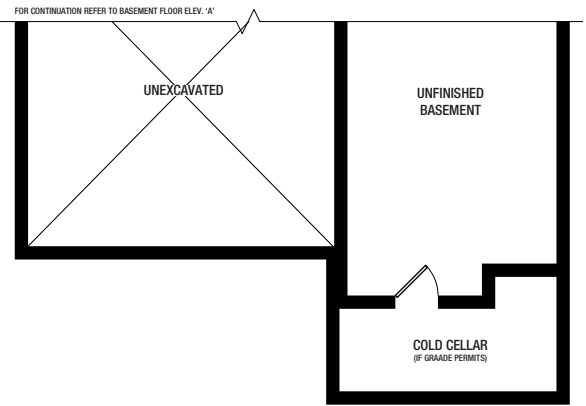 FOR CONTINUATION REFER TO BASEMENT FLOOR ELEV. ‘A’
UNEXCAVATED
UNFINISHED
BASEMENT
COLD CELLAR
(IF GRAADE PERMITS)